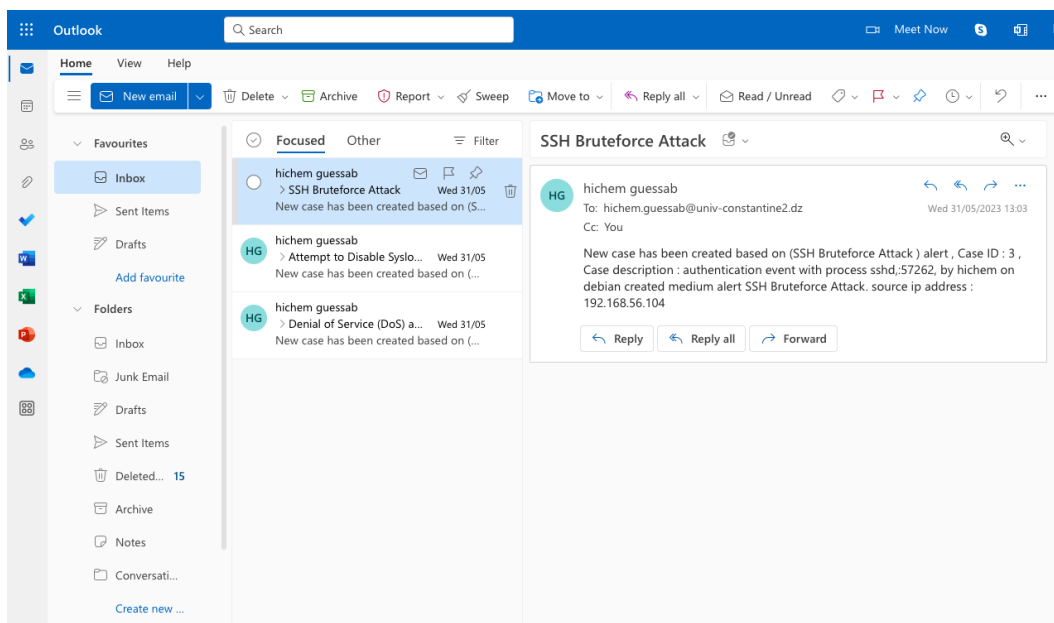 Outlook
Search
Meet Now
Home View Help
New email Delete Archive Report Sweep Move to Reply all Read / Unread
Favourites
Inbox
Sent Items
Drafts
Add favourite
Folders
Inbox
Junk Email
Drafts
Sent Items
Deleted... 15
Archive
Notes
Conversati...
Create new ...
Focused Other Filter
hichem guessab
SSH Bruteforce Attack Wed 31/05
New case has been created based on (S...
HG
hichem guessab
Attempt to Disable Syslo... Wed 31/05
New case has been created based on (...
HG
hichem guessab
Denial of Service (DoS) a... Wed 31/05
New case has been created based on (...
SSH Bruteforce Attack
HG
hichem guessab
To: hichem.guessab@univ-constantine2.dz
Wed 31/05/2023 13:03
Cc: You
New case has been created based on (SSH Bruteforce Attack ) alert , Case ID : 3 ,
Case description : authentication event with process sshd,:57262, by hichem on
debian created medium alert SSH Bruteforce Attack. source ip address :
192.168.56.104
Reply Reply all Forward